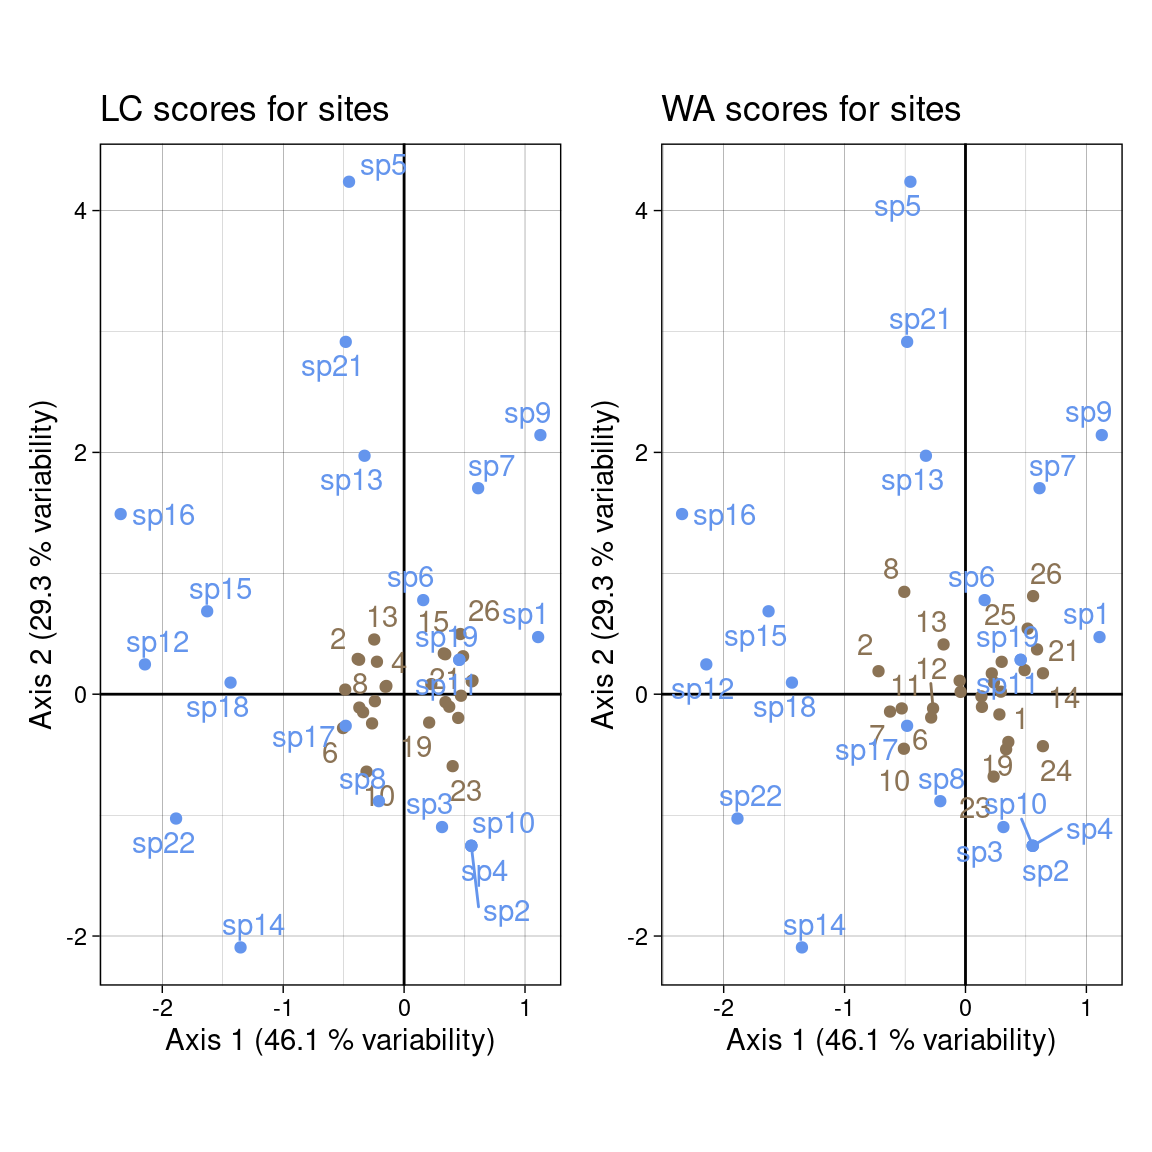 LC scores for sites
sp5
4
sp21
sp9
sp7
2
sp13
sp16
sp6
sp15
sp1
26
13
15
sp12
2
sp19
4
21
8
sp11
0
sp18
sp17
6
19
sp8
10
23
sp3
sp10
sp22
sp4
sp2
sp14
-2
-2 -1 0 1
Axis 1 (46.1 % variability)
Axis 2 (29.3 % variability)
WA scores for sites
4
sp5
sp21
sp9
sp7
2
sp13
sp16
8
sp6
26
25
sp1
13
sp15
sp19
2
21
12
sp12
11
sp11
14
0
sp18
1
7
6
sp17
19
24
10
sp8
sp22
23
sp10
sp4
sp3
sp2
sp14
-2
-2 -1 0 1
Axis 1 (46.1 % variability)
Axis 2 (29.3 % variability)